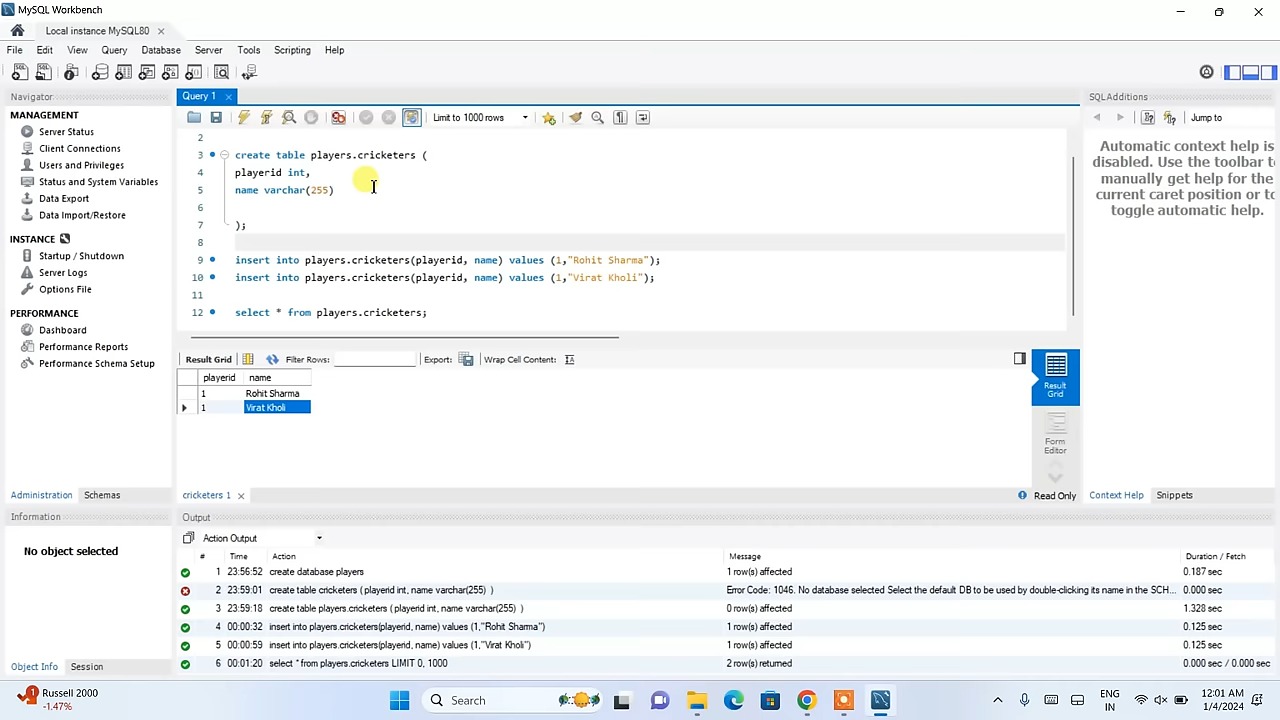 MySQL Workbench
Local instance MySQL80
File Edit View Query Database Server Tools Scripting Help
Navigator
MANAGEMENT
Server Status
Client Connections
Users and Privileges
Status and System Variables
Data Export
Data Import/Restore
INSTANCE
Startup / Shutdown
Server Logs
Options File
PERFORMANCE
Dashboard
Performance Reports
Performance Schema Setup
Administration Schemas
Information
No object selected
Object Info Session
Query 1
Limit to 1000 rows
2
3 create table players.cricketers (
4 playerid int,
5 name varchar(255)
6
7 );
8
9 insert into players.cricketers(playerid, name) values (1,"Rohit Sharma");
10 insert into players.cricketers(playerid, name) values (1,"Virat Kholi");
11
12 select * from players.cricketers;
Result Grid Filter Rows: Export: Wrap Cell Content:
playerid name
1 Rohit Sharma
1 Virat Kholi
Result Grid
Form Editor
cricketers 1
Read Only
SQLAdditions
Jump to
Automatic context help is
disabled. Use the toolbar to
manually get help for the
current caret position or to
toggle automatic help.
Context Help Snippets
Output
Action Output
# Time Action Message Duration / Fetch
1 23:56:52 create database players 1 row(s) affected 0.187 sec
2 23:59:01 create table cricketers ( playerid int, name varchar(255) ) Error Code: 1046. No database selected Select the default DB to be used by double-clicking its name in the SCH... 0.000 sec
3 23:59:18 create table players.cricketers ( playerid int, name varchar(255) ) 0 row(s) affected 1.328 sec
4 00:00:32 insert into players.cricketers(playerid, name) values (1,"Rohit Sharma") 1 row(s) affected 0.125 sec
5 00:00:59 insert into players.cricketers(playerid, name) values (1,"Virat Kholi") 1 row(s) affected 0.125 sec
6 00:01:20 select * from players.cricketers LIMIT 0, 1000 2 row(s) returned 0.000 sec / 0.000 sec
1
Russell 2000
-1.47%
Search
ENG
IN
12:01 AM
1/4/2024